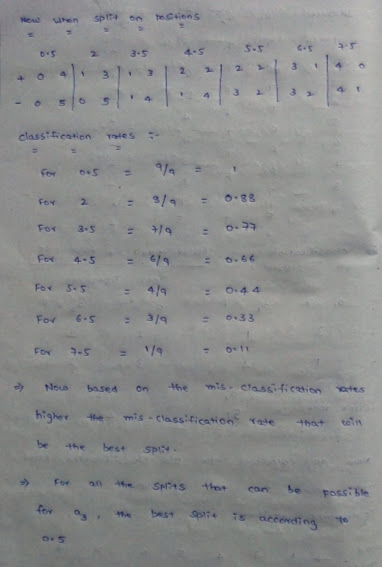 Now when split on positions
0.5 2 3.5 4.5 5.5 6.5 7.5
+ 0 4 | 1 3 | 1 3 | 2 2 | 2 2 | 3 1 | 4 0
- 0 5 | 0 5 | 1 4 | 1 4 | 3 2 | 3 2 | 4 1
Classification rates :-
For 0.5 = 9/9 = 1
For 2 = 8/9 = 0.88
For 3.5 = 7/9 = 0.77
For 4.5 = 6/9 = 0.66
For 5.5 = 4/9 = 0.44
For 6.5 = 3/9 = 0.33
For 7.5 = 1/9 = 0.11
⇒ Now based on the mis-classification rates
higher the mis-classification rate that win
be the best split.
⇒ For all the splits that can be possible
for a3, the best split is according to
0.5